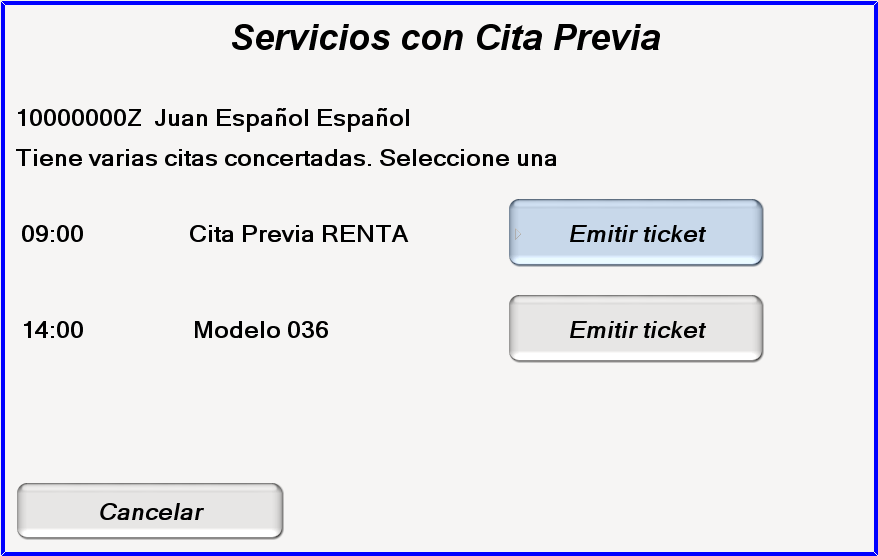 Servicios con Cita Previa
10000000Z Juan Español Español
Tiene varias citas concertadas. Seleccione una
09:00 Cita Previa RENTA Emitir ticket
14:00 Modelo 036 Emitir ticket
Cancelar